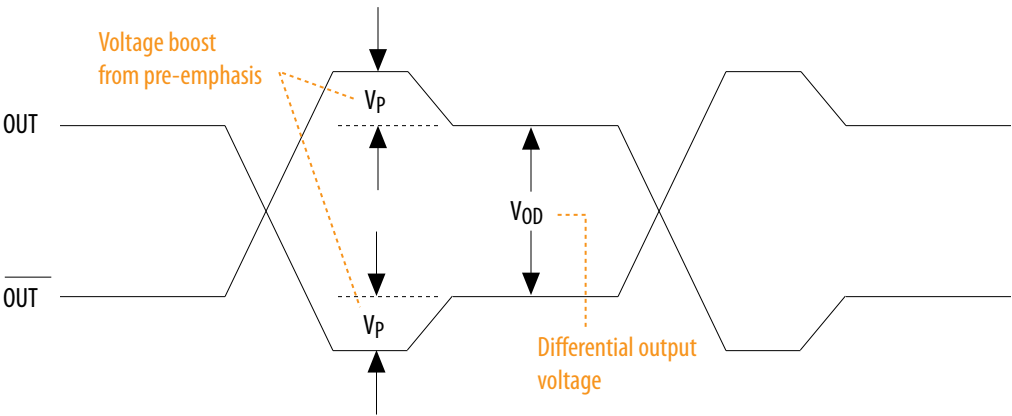 Voltage boost
from pre-emphasis
VP
OUT
VOD
OUT
VP
Differential output
voltage